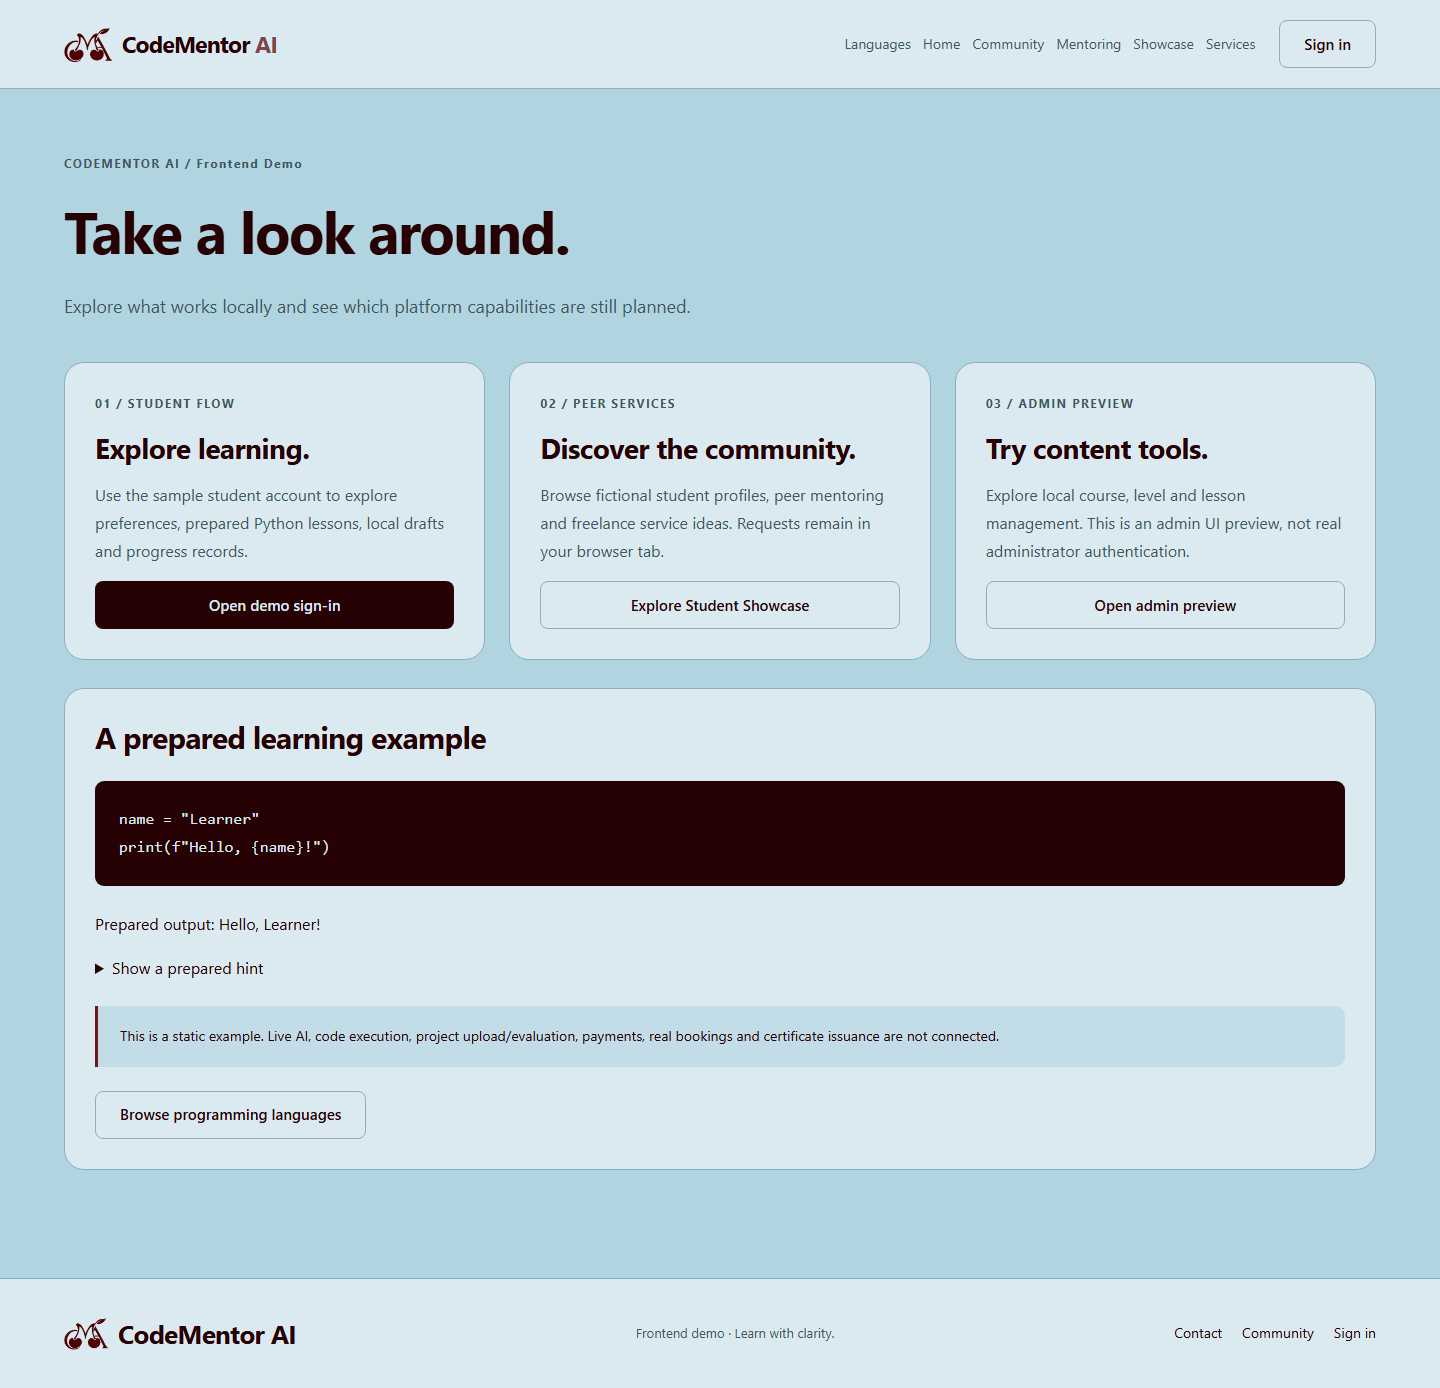 CodeMentor AI
Languages Home Community Mentoring Showcase Services Sign in
CODEMENTOR AI / Frontend Demo
Take a look around.
Explore what works locally and see which platform capabilities are still planned.
01 / STUDENT FLOW
Explore learning.
Use the sample student account to explore
preferences, prepared Python lessons, local drafts
and progress records.
Open demo sign-in
02 / PEER SERVICES
Discover the community.
Browse fictional student profiles, peer mentoring
and freelance service ideas. Requests remain in
your browser tab.
Explore Student Showcase
03 / ADMIN PREVIEW
Try content tools.
Explore local course, level and lesson
management. This is an admin UI preview, not real
administrator authentication.
Open admin preview
A prepared learning example
name = "Learner"
print(f"Hello, {name}!")
Prepared output: Hello, Learner!
Show a prepared hint
This is a static example. Live AI, code execution, project upload/evaluation, payments, real bookings and certificate issuance are not connected.
Browse programming languages
CodeMentor AI
Frontend demo · Learn with clarity.
Contact Community Sign in